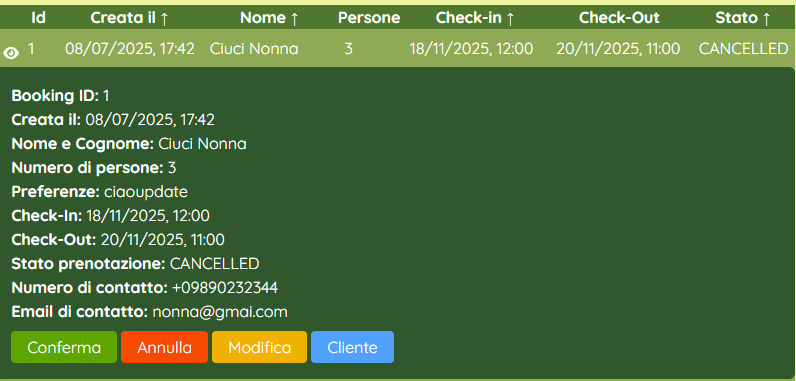 Id Creata il ↑ Nome ↑ Persone Check-in ↑ Check-Out Stato ↑
1 08/07/2025, 17:42 Ciuci Nonna 3 18/11/2025, 12:00 20/11/2025, 11:00 CANCELLED
Booking ID: 1
Creata il: 08/07/2025, 17:42
Nome e Cognome: Ciuci Nonna
Numero di persone: 3
Preferenze: ciaoupdate
Check-In: 18/11/2025, 12:00
Check-Out: 20/11/2025, 11:00
Stato prenotazione: CANCELLED
Numero di contatto: +09890232344
Email di contatto: nonna@gmai.com
Conferma Annulla Modifica Cliente